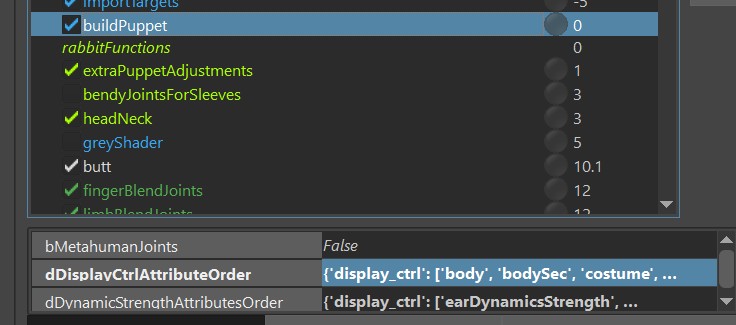 importTargets -5
buildPuppet 0
rabbitFunctions 0
extraPuppetAdjustments 1
bendyJointsForSleeves 3
headNeck 3
greyShader 5
butt 10.1
fingerBlendJoints 12
limbBlendJoints 12
bMetahumanJoints False
dDisplayCtrlAttributeOrder {'display_ctrl': ['body', 'bodySec', 'costume', ...
dDynamicStrengthAttributesOrder {'display_ctrl': ['earDynamicsStrength', ...